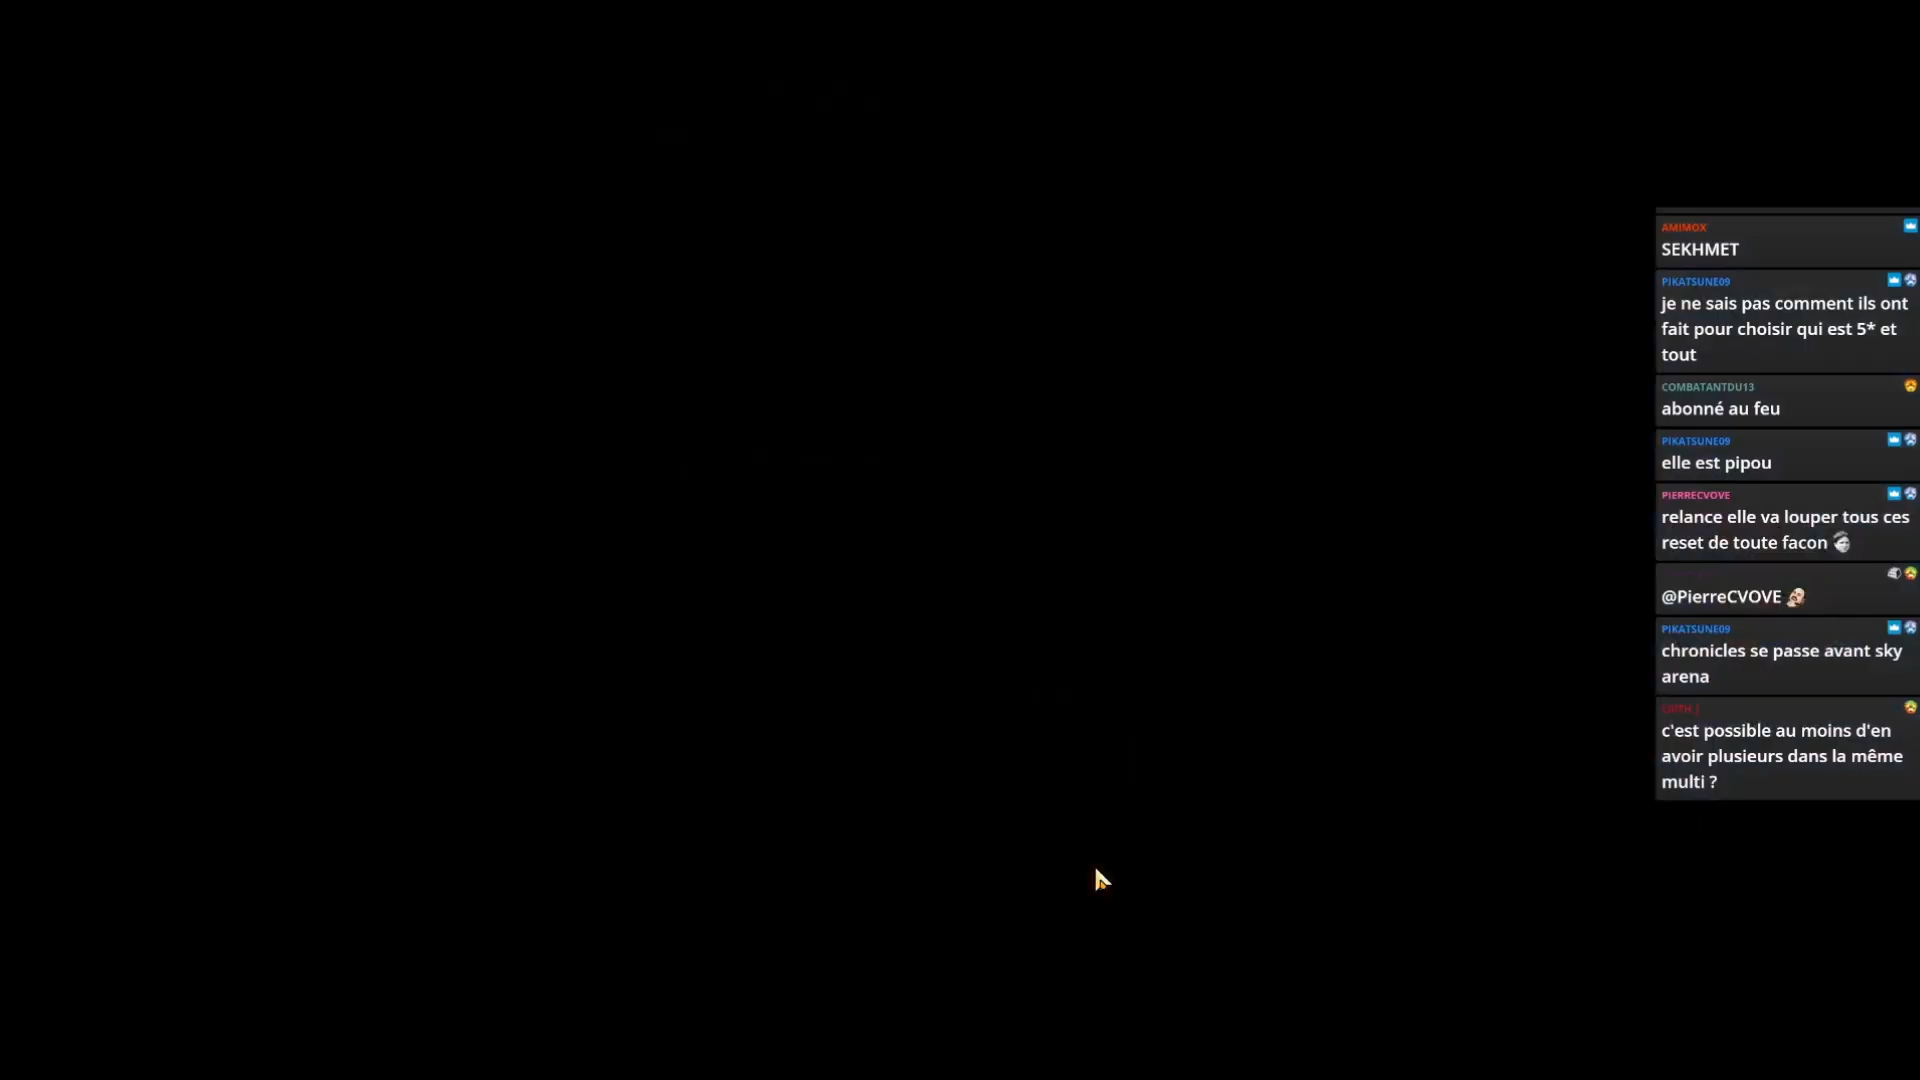 AMIMOX
SEKHMET
PIKATSUNE09
je ne sais pas comment ils ont
fait pour choisir qui est 5* et
tout
COMBATANTDU13
abonné au feu
PIKATSUNE09
elle est pipou
PIERRECVOVE
relance elle va louper tous ces
reset de toute facon
@PierreCVOVE
PIKATSUNE09
chronicles se passe avant sky
arena
c'est possible au moins d'en
avoir plusieurs dans la même
multi ?